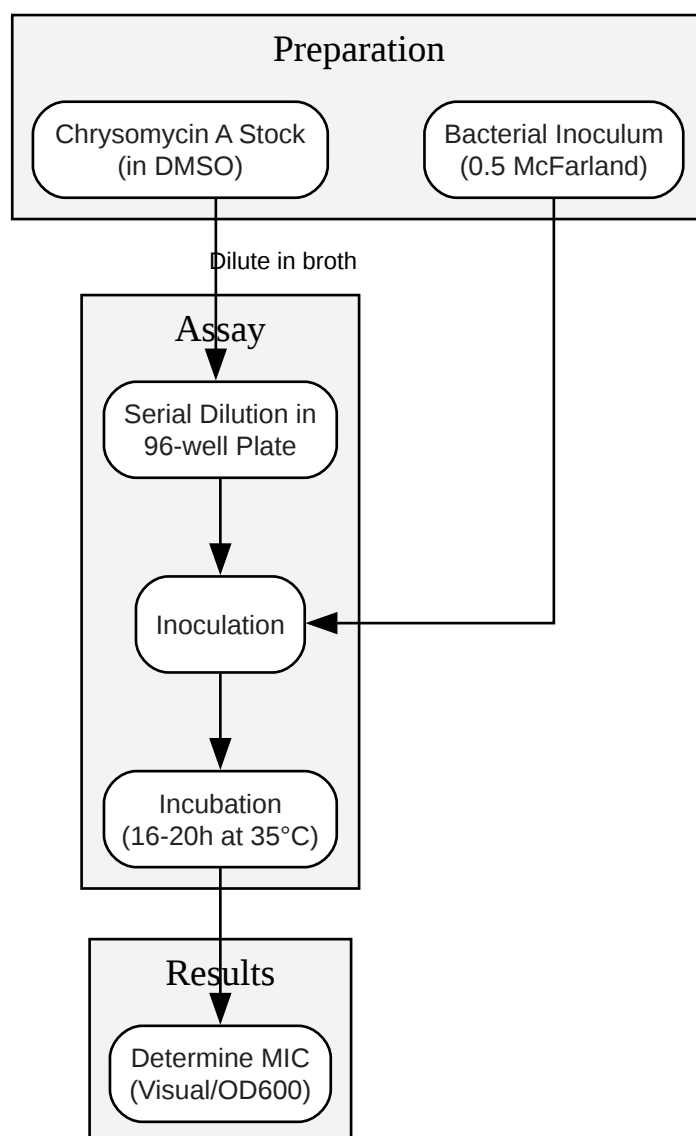 Preparation
Chrysomycin A Stock
(in DMSO)
Bacterial Inoculum
(0.5 McFarland)
Dilute in broth
Assay
Serial Dilution in
96-well Plate
Inoculation
Incubation
(16-20h at 35°C)
Results
Determine MIC
(Visual/OD600)